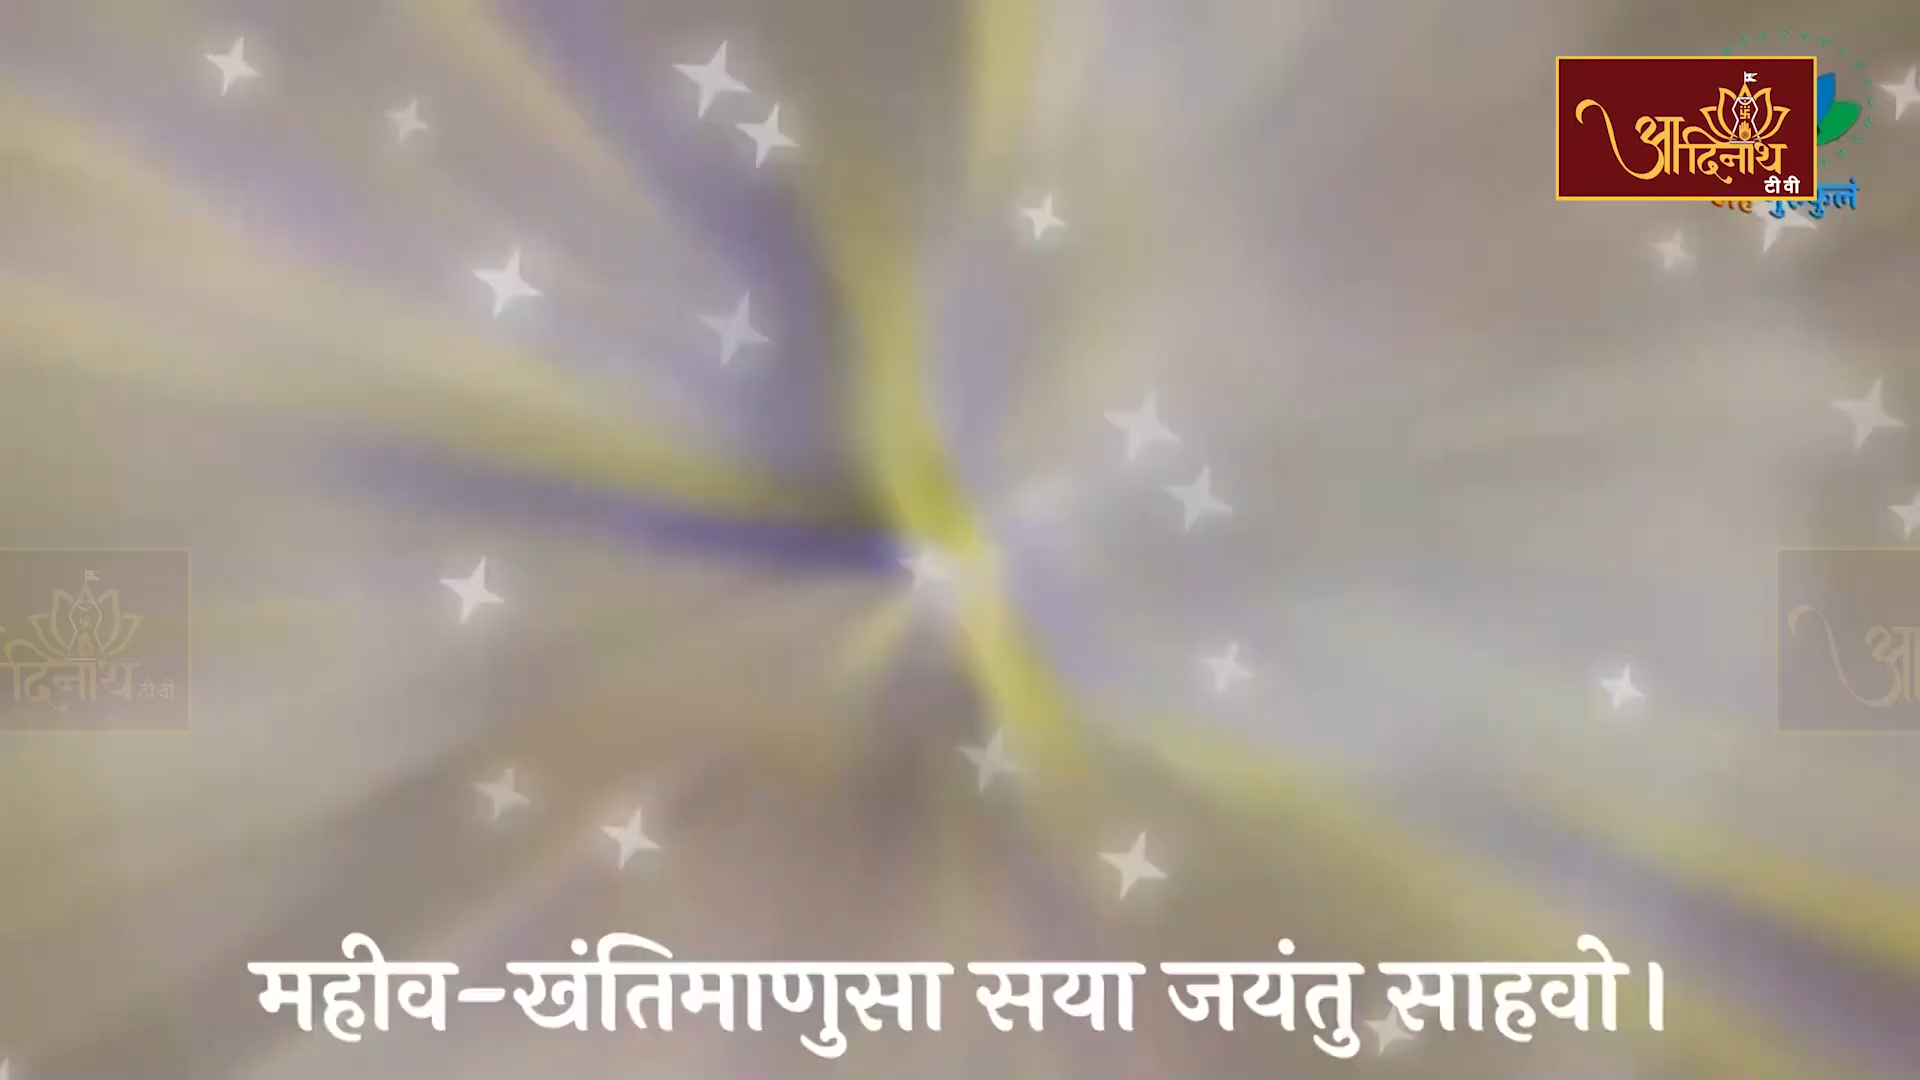 आदिनाथ
टी वी
गुरुकुलं
दिनाथ टी वी
आ
महीव-खंतिमाणुसा सया जयंतु साहवो।